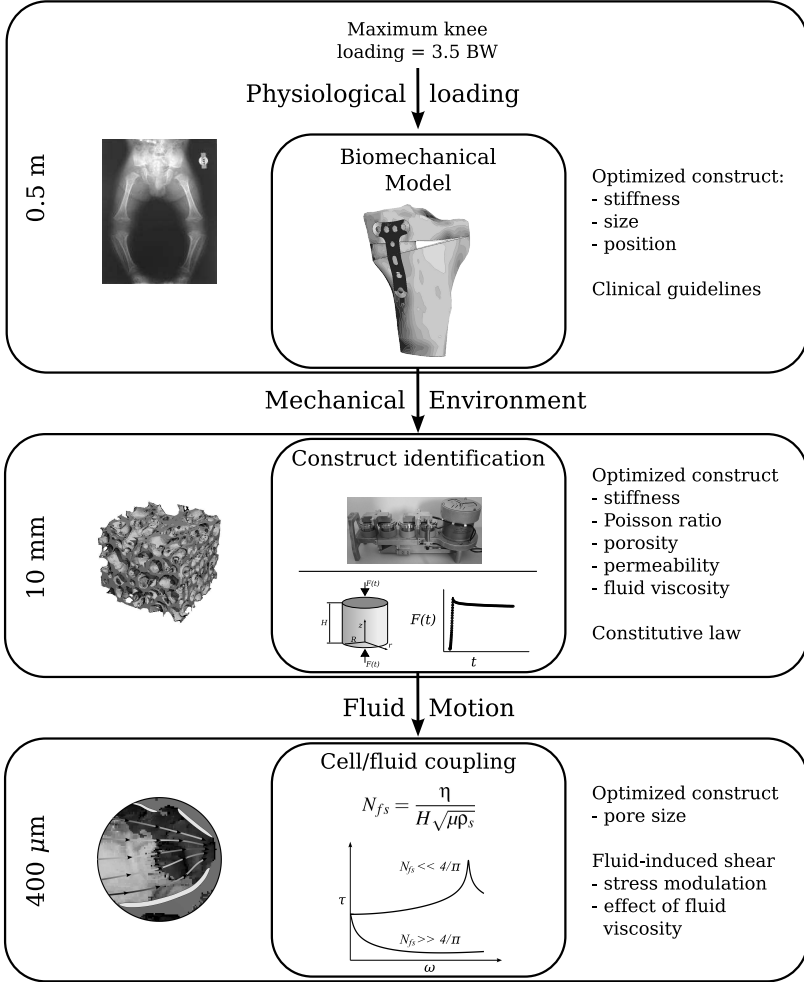 Maximum knee
loading = 3.5 BW
Physiological loading
0.5 m
Biomechanical
Model
Optimized construct:
- stiffness
- size
- position
Clinical guidelines
Mechanical Environment
10 mm
Construct identification
F(t)
H
z
R
r
F(t)
F(t)
t
Optimized construct
- stiffness
- Poisson ratio
- porosity
- permeability
- fluid viscosity
Constitutive law
Fluid Motion
400 µm
Cell/fluid coupling
N_fs = η / H√μρ_s
N_fs << 4/π
τ
N_fs >> 4/π
ω
Optimized construct
- pore size
Fluid-induced shear
- stress modulation
- effect of fluid
viscosity